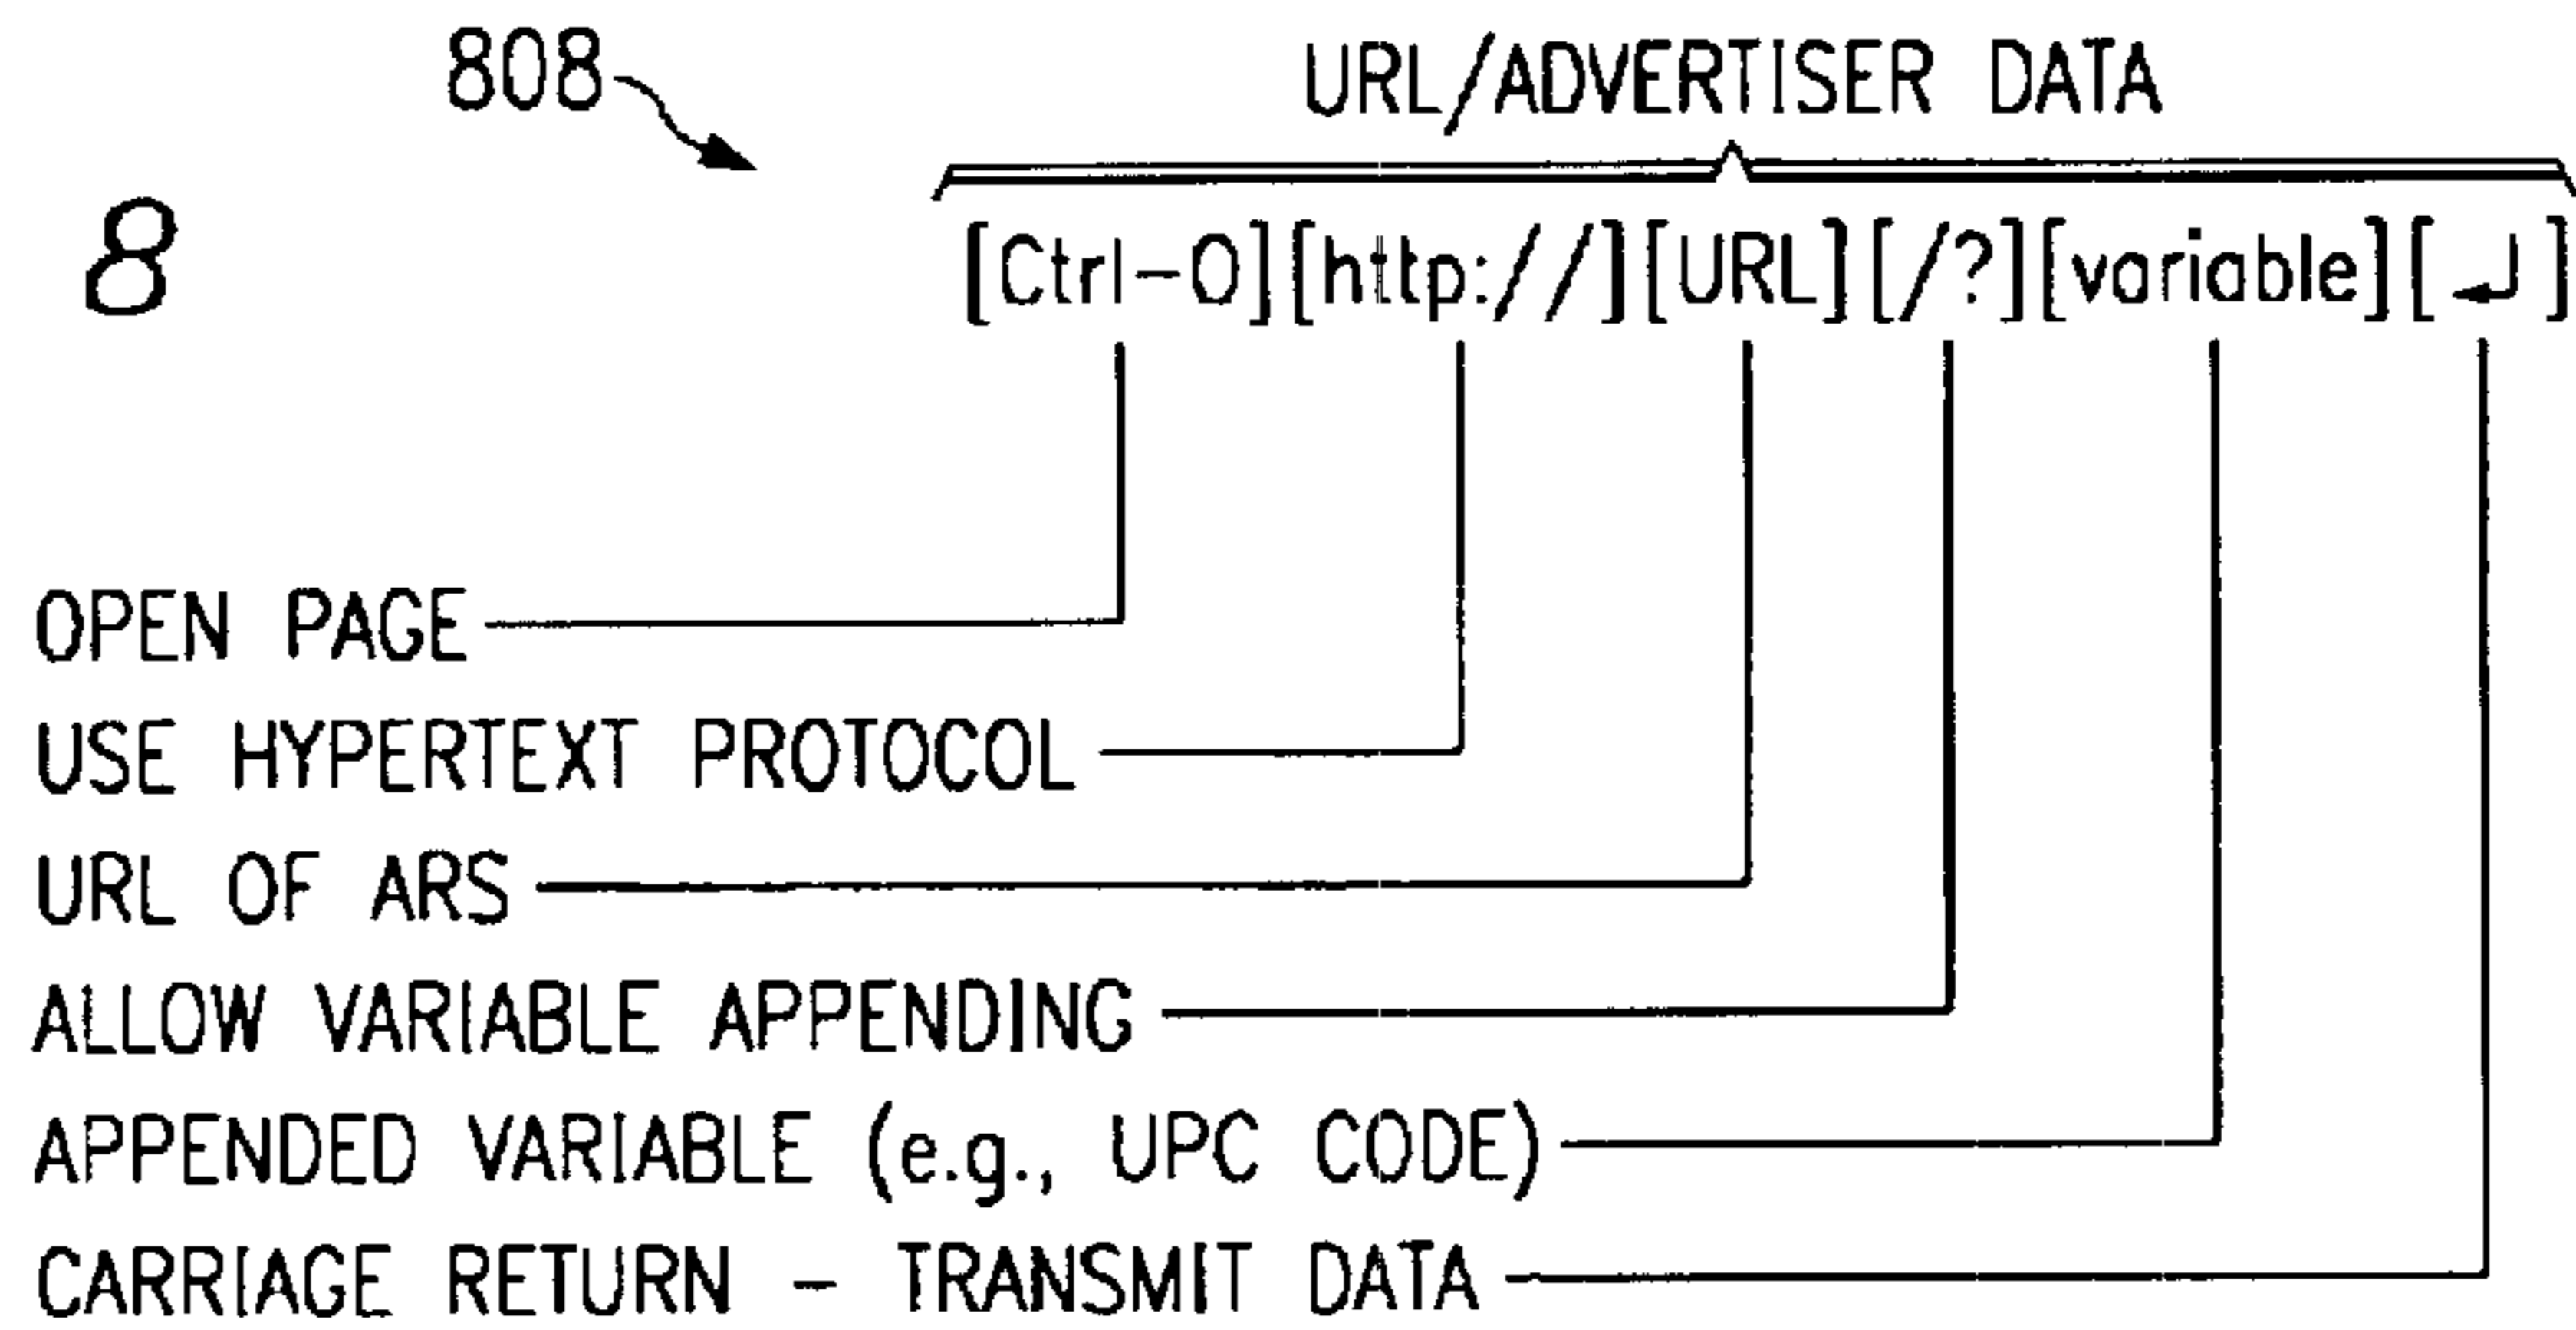 808
URL/ADVERTISER DATA
8
[Ctrl-O][http://][URL][/?][variable][↵]
OPEN PAGE
USE HYPERTEXT PROTOCOL
URL OF ARS
ALLOW VARIABLE APPENDING
APPENDED VARIABLE (e.g., UPC CODE)
CARRIAGE RETURN - TRANSMIT DATA